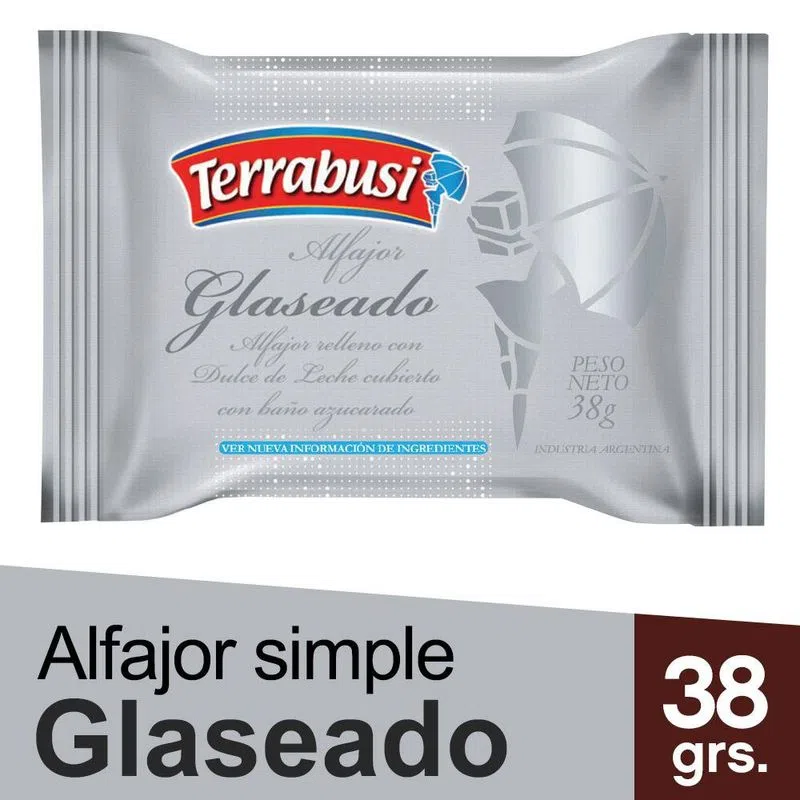 Terrabusi
Alfajor
Glaseado
Alfajor relleno con
Dulce de Leche cubierto
con baño azucarado
VER NUEVA INFORMACIÓN DE INGREDIENTES
PESO
NETO
38g
INDUSTRIA ARGENTINA
Alfajor simple
Glaseado
38
grs.